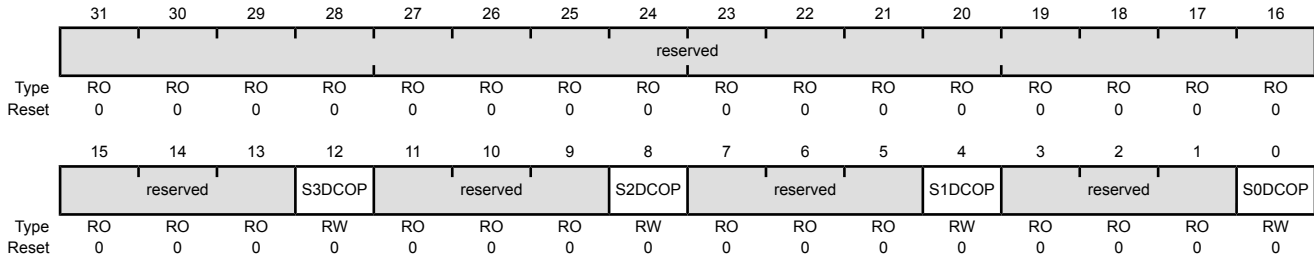 31 30 29 28 27 26 25 24 23 22 21 20 19 18 17 16
reserved
Type RO RO RO RO RO RO RO RO RO RO RO RO RO RO RO RO
Reset 0 0 0 0 0 0 0 0 0 0 0 0 0 0 0 0
15 14 13 12 11 10 9 8 7 6 5 4 3 2 1 0
reserved S3DCOP reserved S2DCOP reserved S1DCOP reserved S0DCOP
Type RO RO RO RW RO RO RO RW RO RO RO RW RO RO RO RW
Reset 0 0 0 0 0 0 0 0 0 0 0 0 0 0 0 0